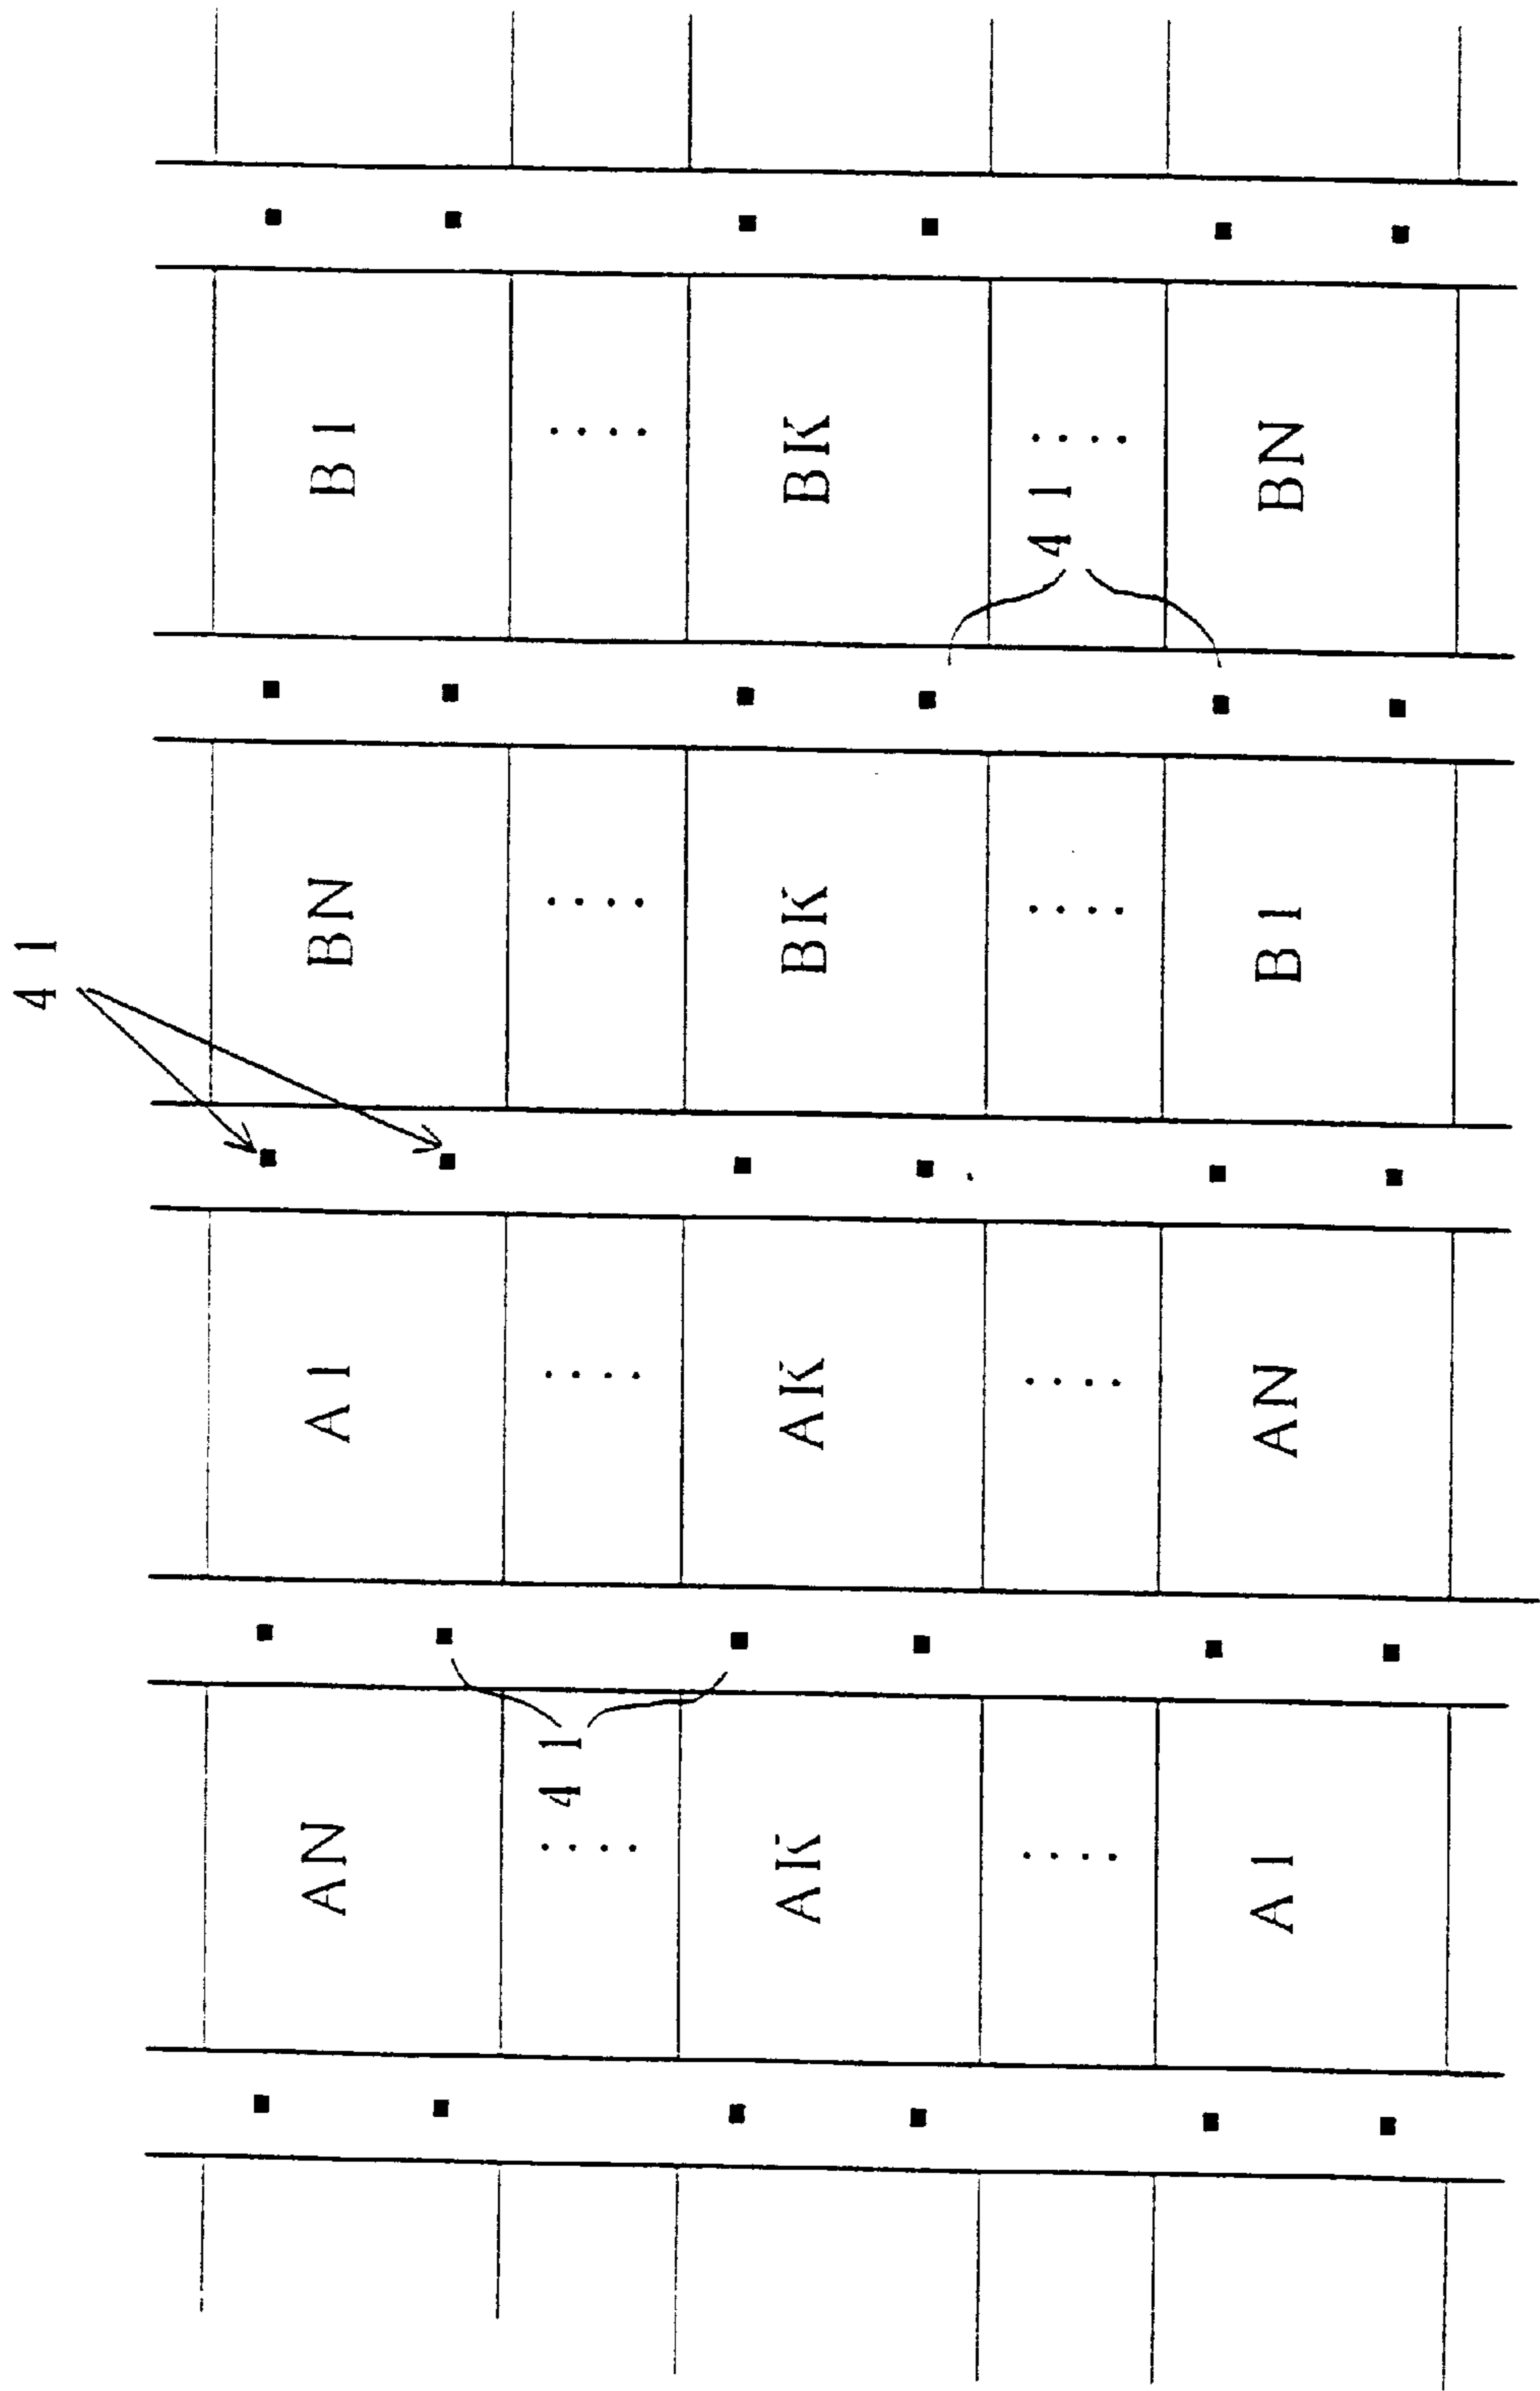 41
AN A1 BN B1
.... 41 .... .... ....
AK AK BK BK
.... .... .... 41 ....
A1 AN B1 BN